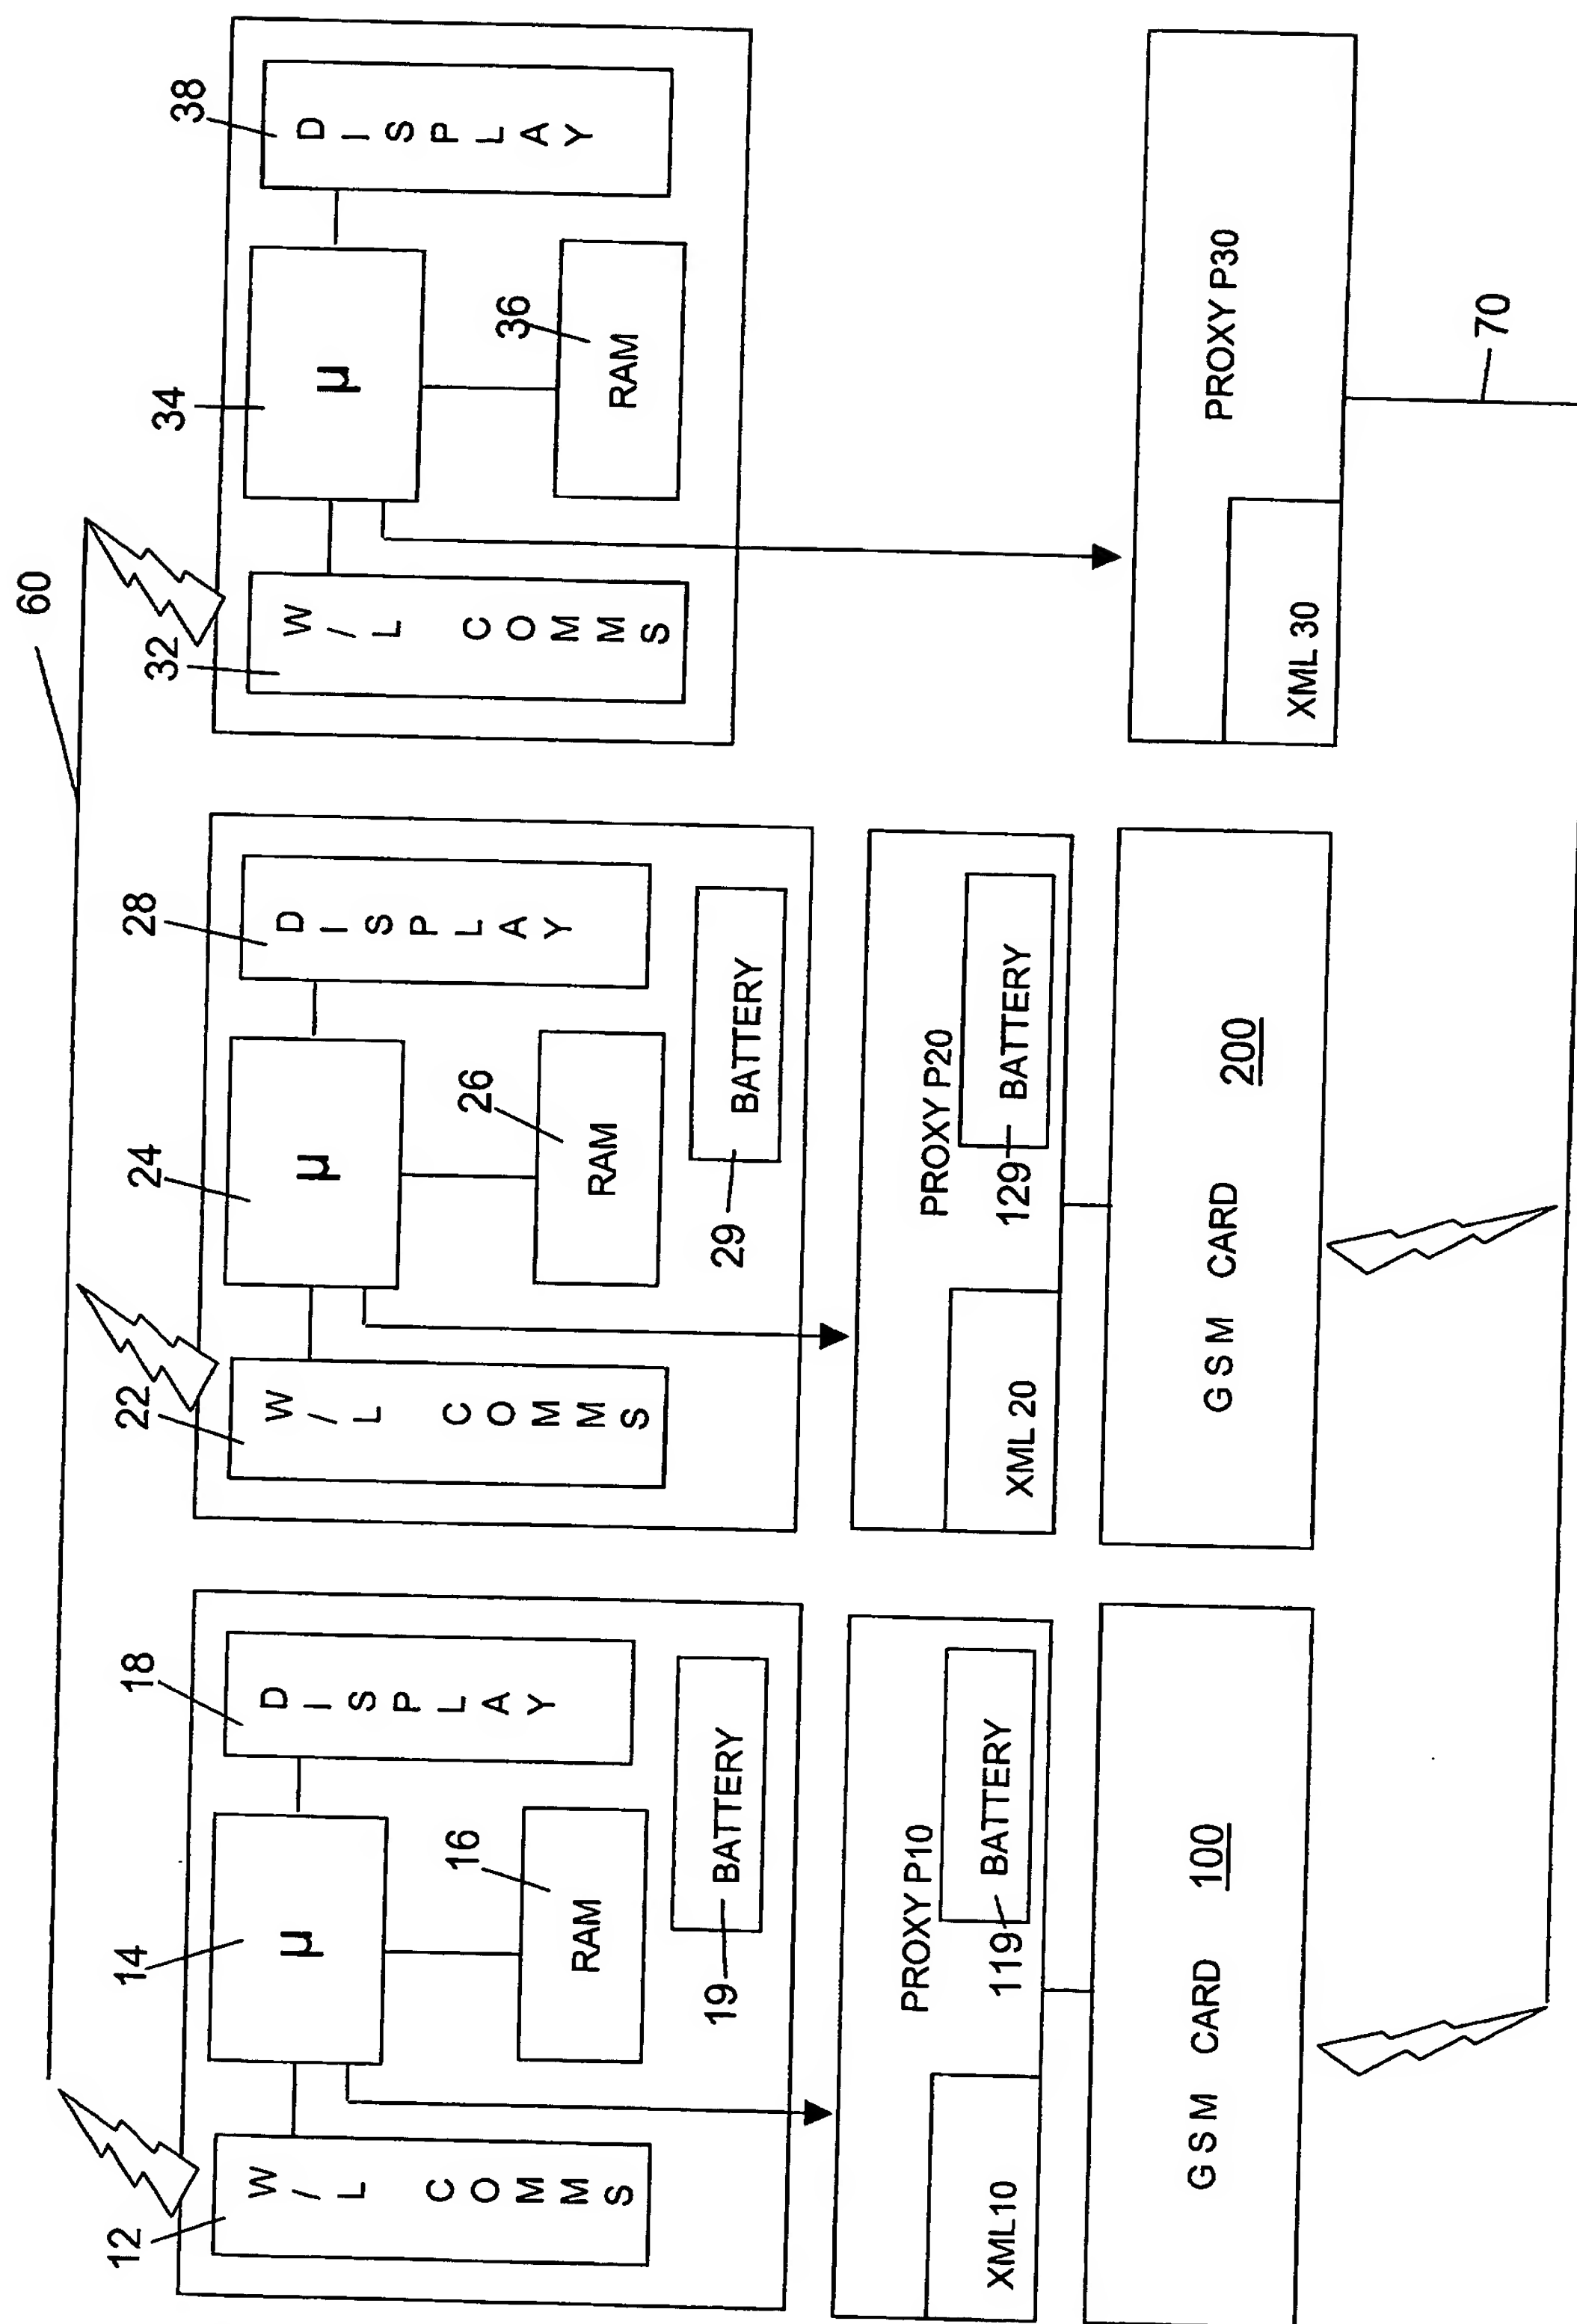 60
12
14
18
W/L COMMS
µ
DISPLAY
16
RAM
19
BATTERY
PROXY P10
119
BATTERY
XML10
GSM CARD
100
22
24
28
W/L COMMS
µ
DISPLAY
26
RAM
29
BATTERY
PROXY P20
129
BATTERY
XML 20
GSM CARD
200
32
34
38
W/L COMMS
µ
DISPLAY
36
RAM
PROXY P30
XML 30
70